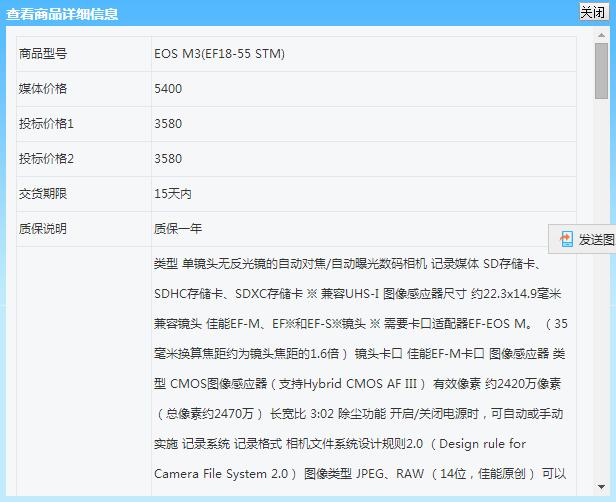 查看商品详细信息 关闭
商品型号 EOS M3(EF18-55 STM)
媒体价格 5400
投标价格1 3580
投标价格2 3580
交货期限 15天内
质保说明 质保一年
发送图
类型 单镜头无反光镜的自动对焦/自动曝光数码相机 记录媒体 SD存储卡、
SDHC存储卡、SDXC存储卡 ※ 兼容UHS-I 图像感应器尺寸 约22.3x14.9毫米
兼容镜头 佳能EF-M、EF※和EF-S※镜头 ※ 需要卡口适配器EF-EOS M。（35
毫米换算焦距约为镜头焦距的1.6倍） 镜头卡口 佳能EF-M卡口 图像感应器 类
型 CMOS图像感应器 ( 支持Hybrid CMOS AF III ) 有效像素 约2420万像素
（总像素约2470万） 长宽比 3:02 除尘功能 开启/关闭电源时，可自动或手动
实施 记录系统 记录格式 相机文件系统设计规则2.0 （Design rule for
Camera File System 2.0） 图像类型 JPEG、RAW （14位，佳能原创） 可以